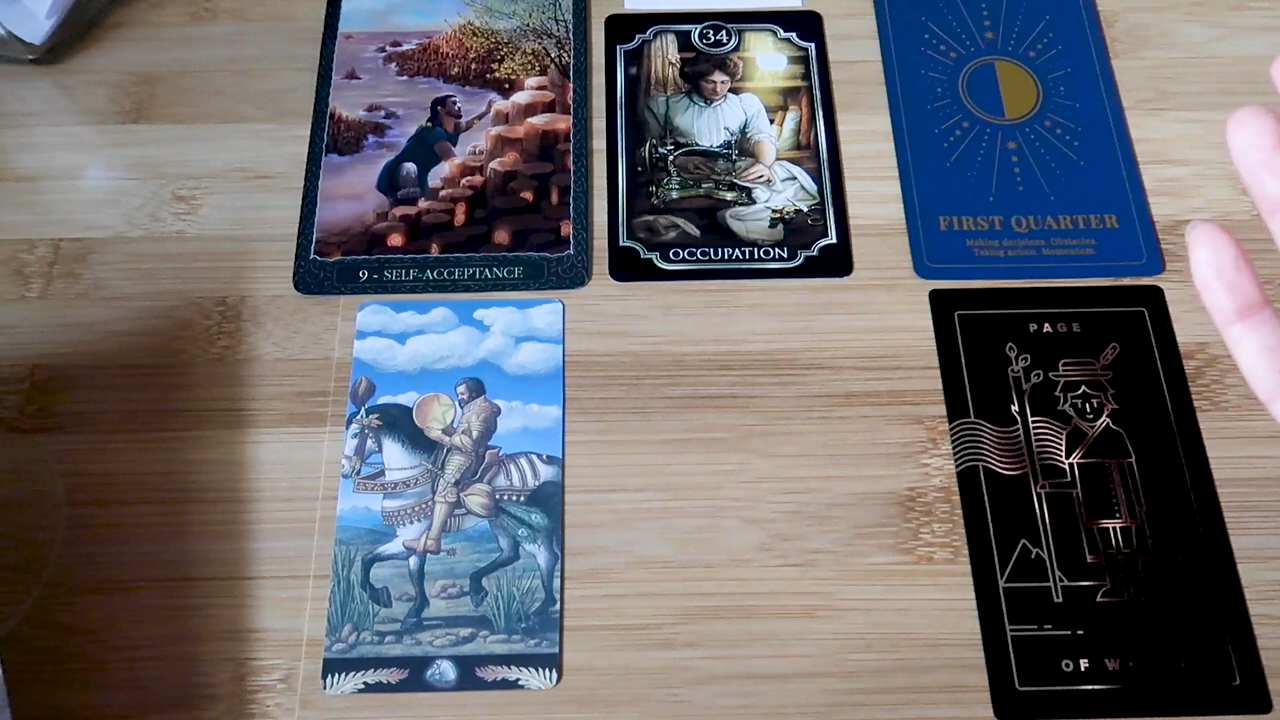 34
9 - SELF-ACCEPTANCE
OCCUPATION
FIRST QUARTER
Making decisions. Obstacles.
Taking action. Momentum.
PAGE
OF